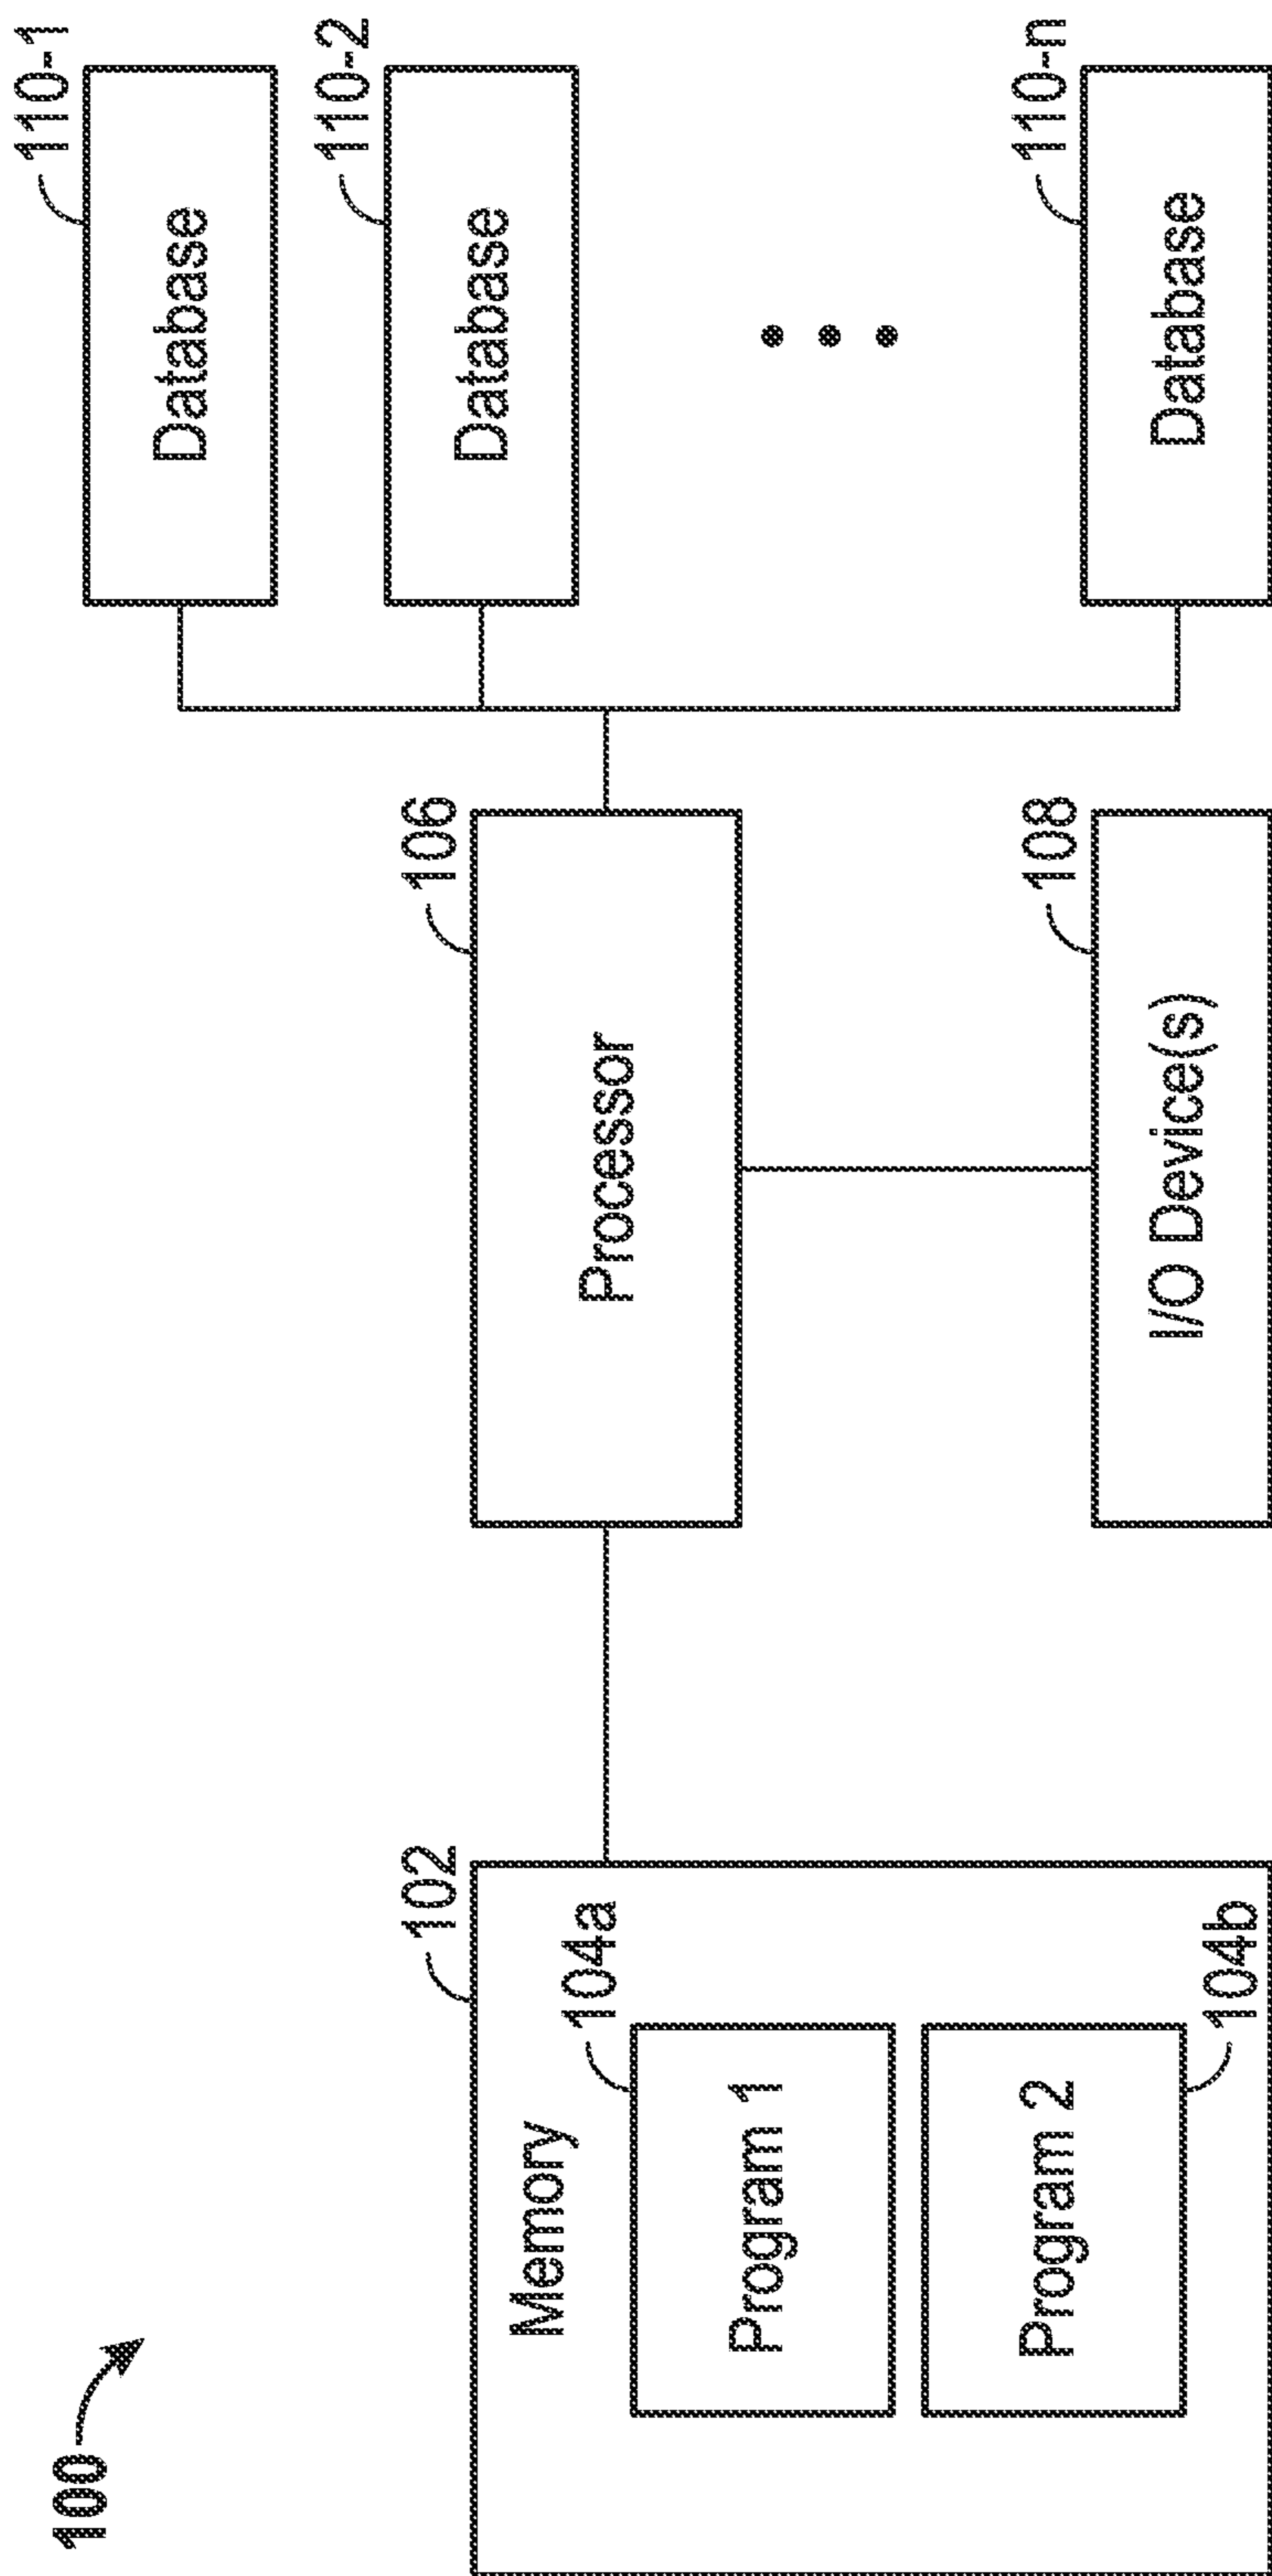 100
102
Memory
104a
Program 1
Program 2
104b
106
Processor
108
I/O Device(s)
110-1
Database
110-2
Database
110-n
Database